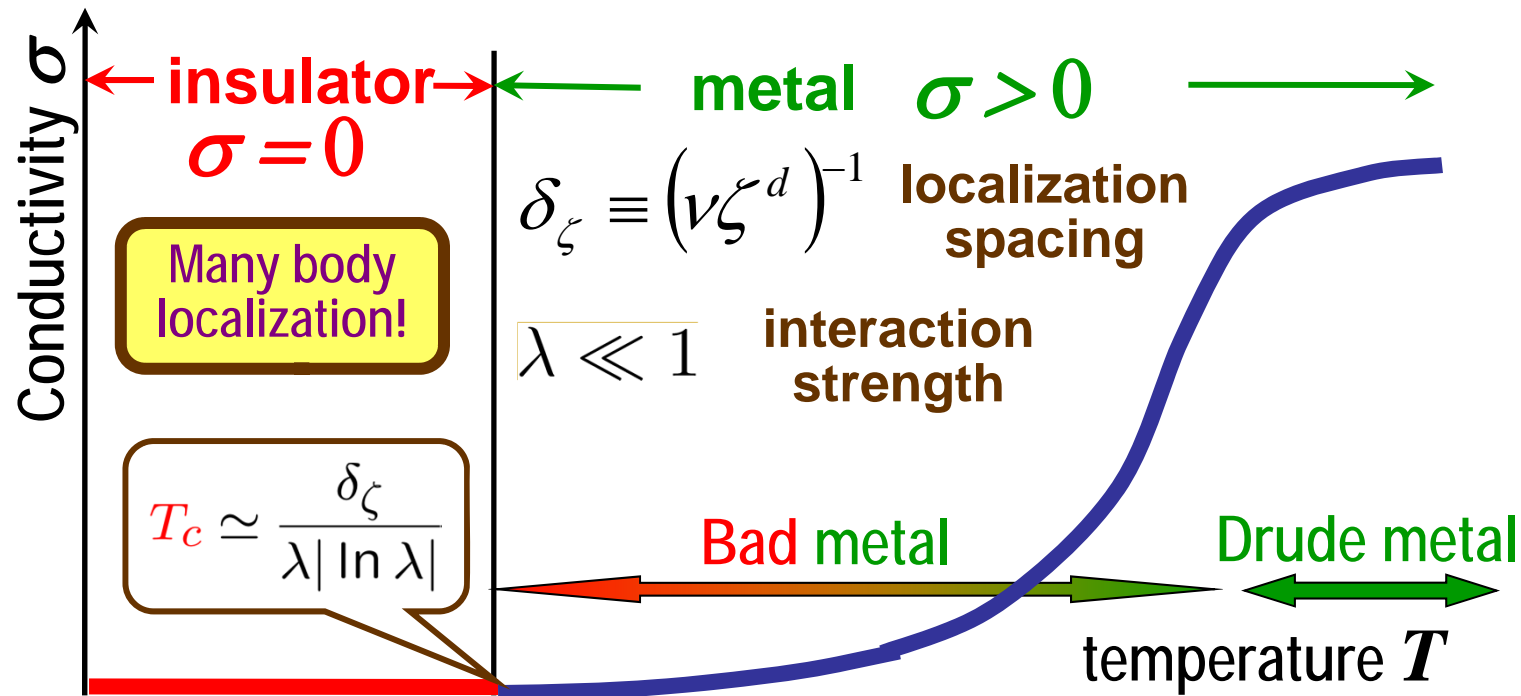 Conductivity σ
insulator
σ = 0
metal σ > 0
δ_ζ ≡ (νζ^d)^−1
localization
spacing
Many body
localization!
λ ≪ 1
interaction
strength
T_c ≃ δ_ζ / λ| ln λ|
Bad metal
Drude metal
temperature T